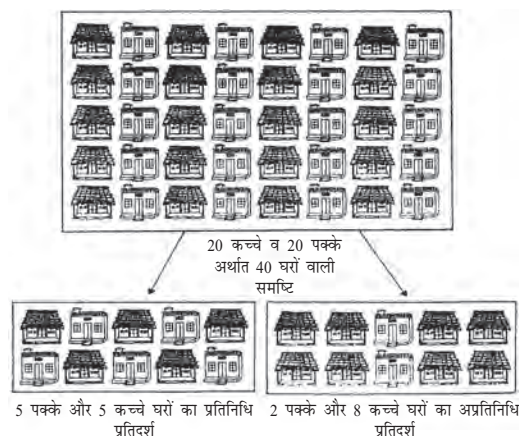 20 कच्चे व 20 पक्के
अर्थात 40 घरों वाली
समष्टि
5 पक्के और 5 कच्चे घरों का प्रतिनिधि
प्रतिदर्श
2 पक्के और 8 कच्चे घरों का अप्रतिनिधि
प्रतिदर्श